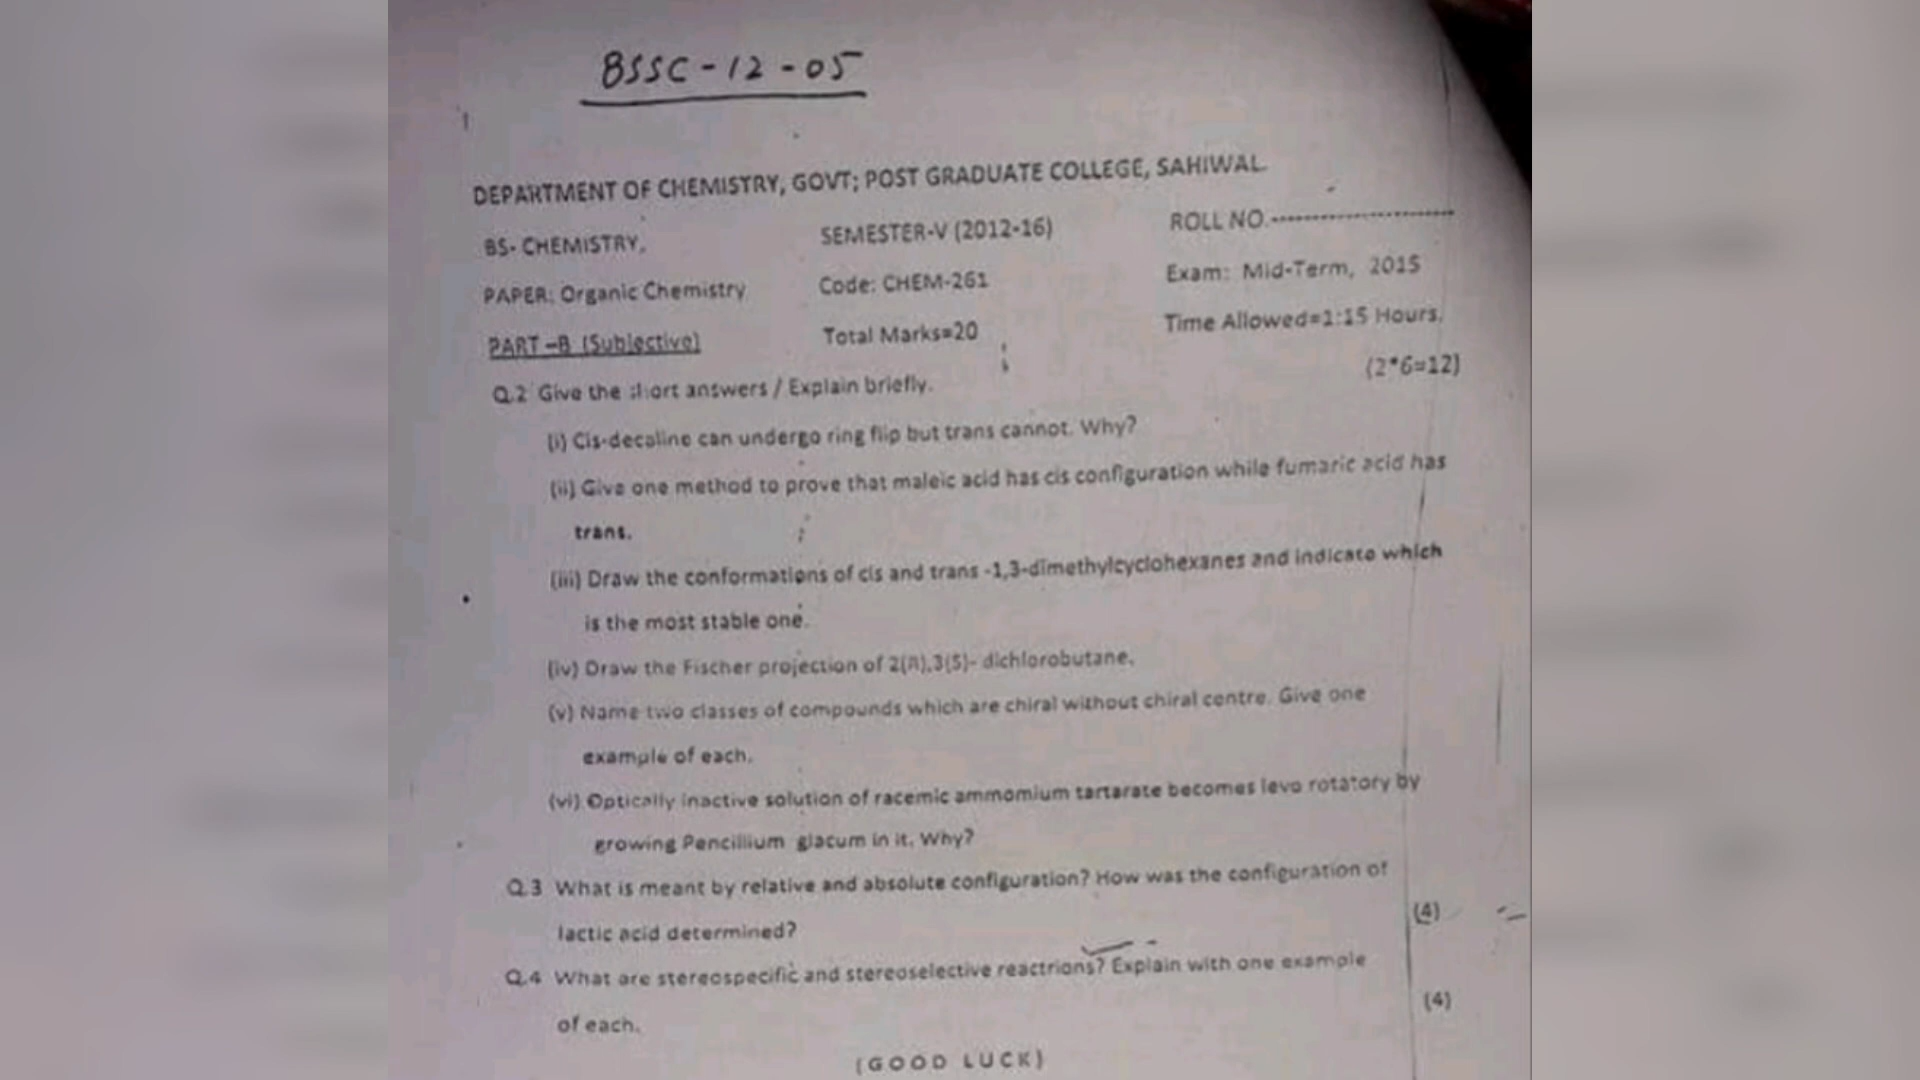 BSSC-12-05
DEPARTMENT OF CHEMISTRY, GOVT; POST GRADUATE COLLEGE, SAHIWAL.
BS- CHEMISTRY, SEMESTER-V (2012-16) ROLL NO.-----------------------
PAPER: Organic Chemistry Code: CHEM-261 Exam: Mid-Term, 2015
PART -B (Subjective) Total Marks=20 Time Allowed=1:15 Hours.
Q.2 Give the short answers / Explain briefly. (2*6=12)
(i) Cis-decaline can undergo ring flip but trans cannot. Why?
(ii) Give one method to prove that maleic acid has cis configuration while fumaric acid has
trans.
(iii) Draw the conformations of cis and trans -1,3-dimethylcyclohexanes and indicate which
is the most stable one.
(iv) Draw the Fischer projection of 2(R),3(S)- dichlorobutane.
(v) Name two classes of compounds which are chiral without chiral centre. Give one
example of each.
(vi) Optically inactive solution of racemic ammomium tartarate becomes levo rotatory by
growing Pencillium glacum in it. Why?
Q.3 What is meant by relative and absolute configuration? How was the configuration of
lactic acid determined? (4)
Q.4 What are stereospecific and stereoselective reactrions? Explain with one example
of each. (4)
(GOOD LUCK)